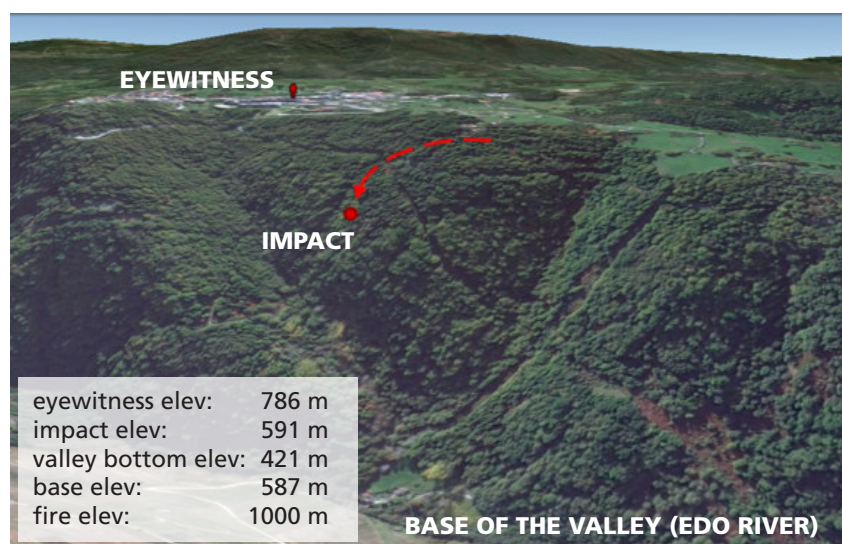 EYEWITNESS
IMPACT
eyewitness elev: 786 m
impact elev: 591 m
valley bottom elev: 421 m
base elev: 587 m
fire elev: 1000 m
BASE OF THE VALLEY (EDO RIVER)